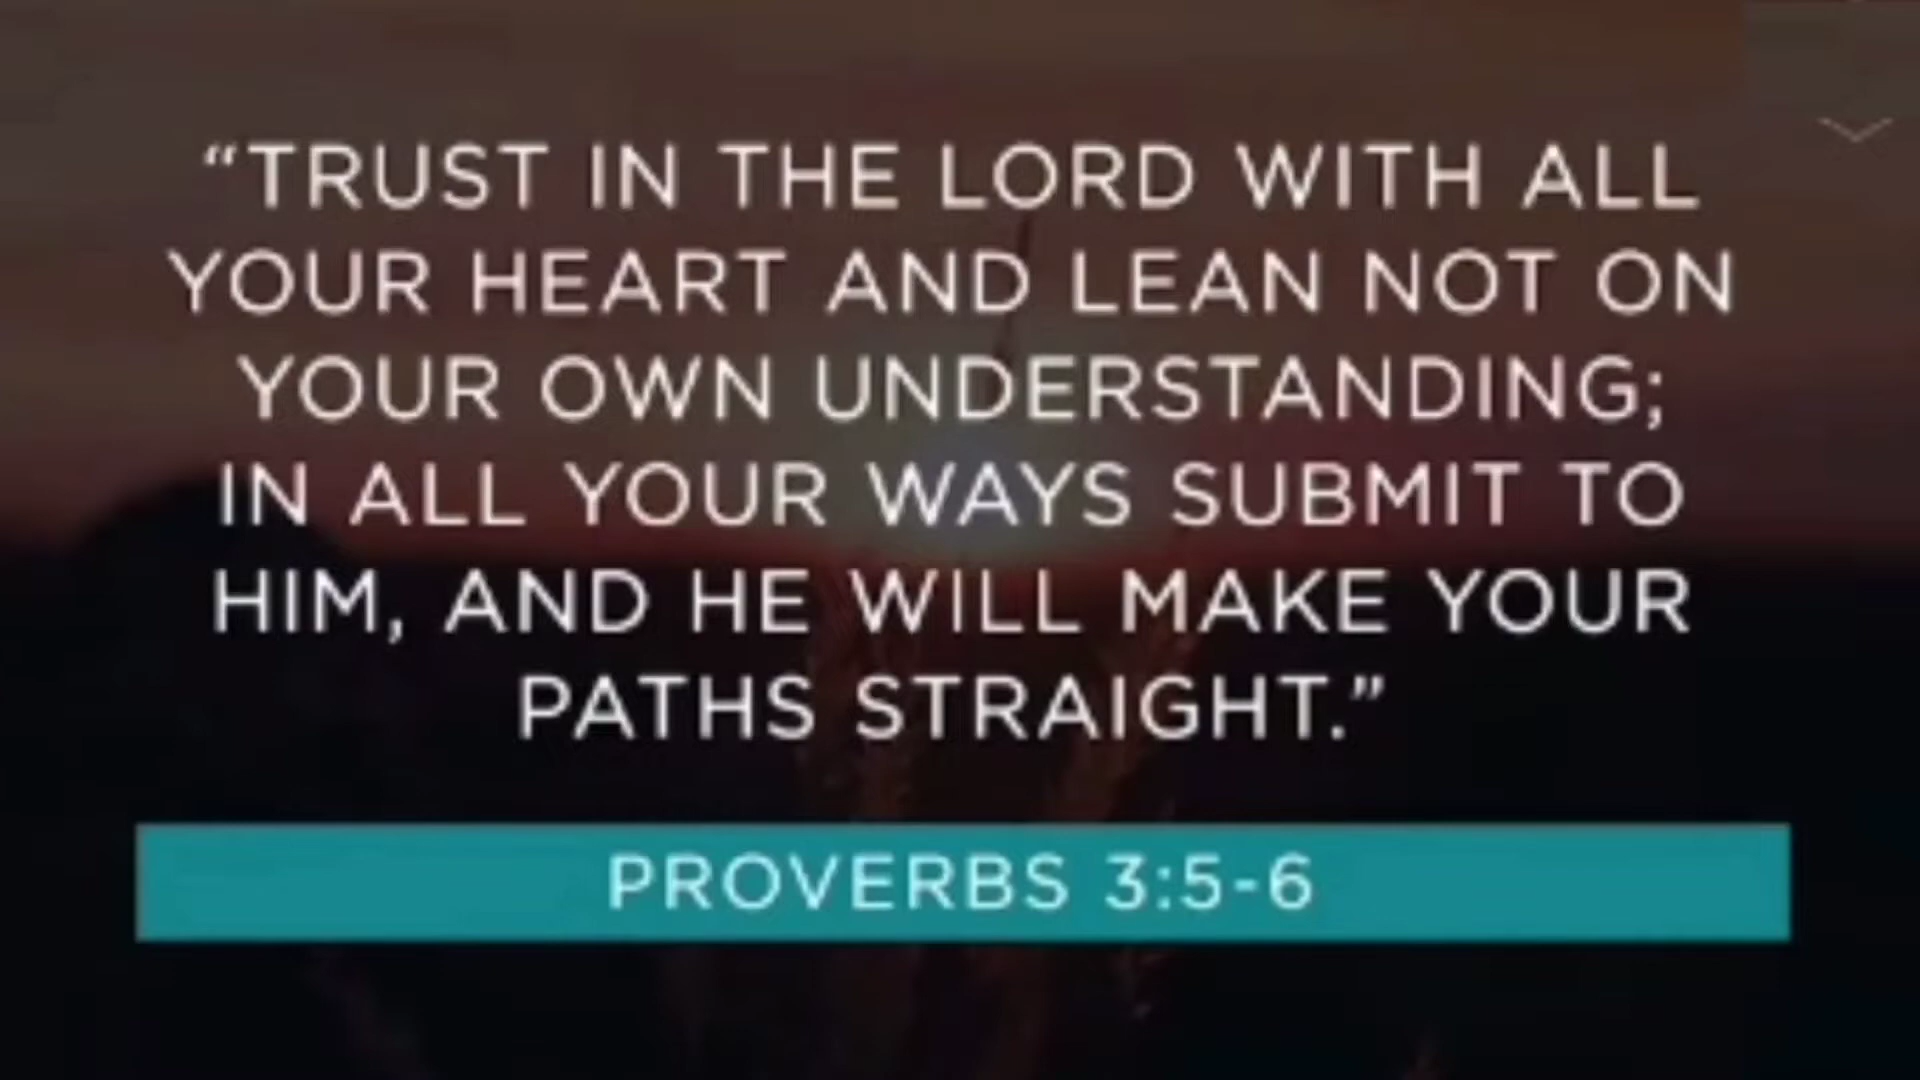 “TRUST IN THE LORD WITH ALL
YOUR HEART AND LEAN NOT ON
YOUR OWN UNDERSTANDING;
IN ALL YOUR WAYS SUBMIT TO
HIM, AND HE WILL MAKE YOUR
PATHS STRAIGHT.”
PROVERBS 3:5-6